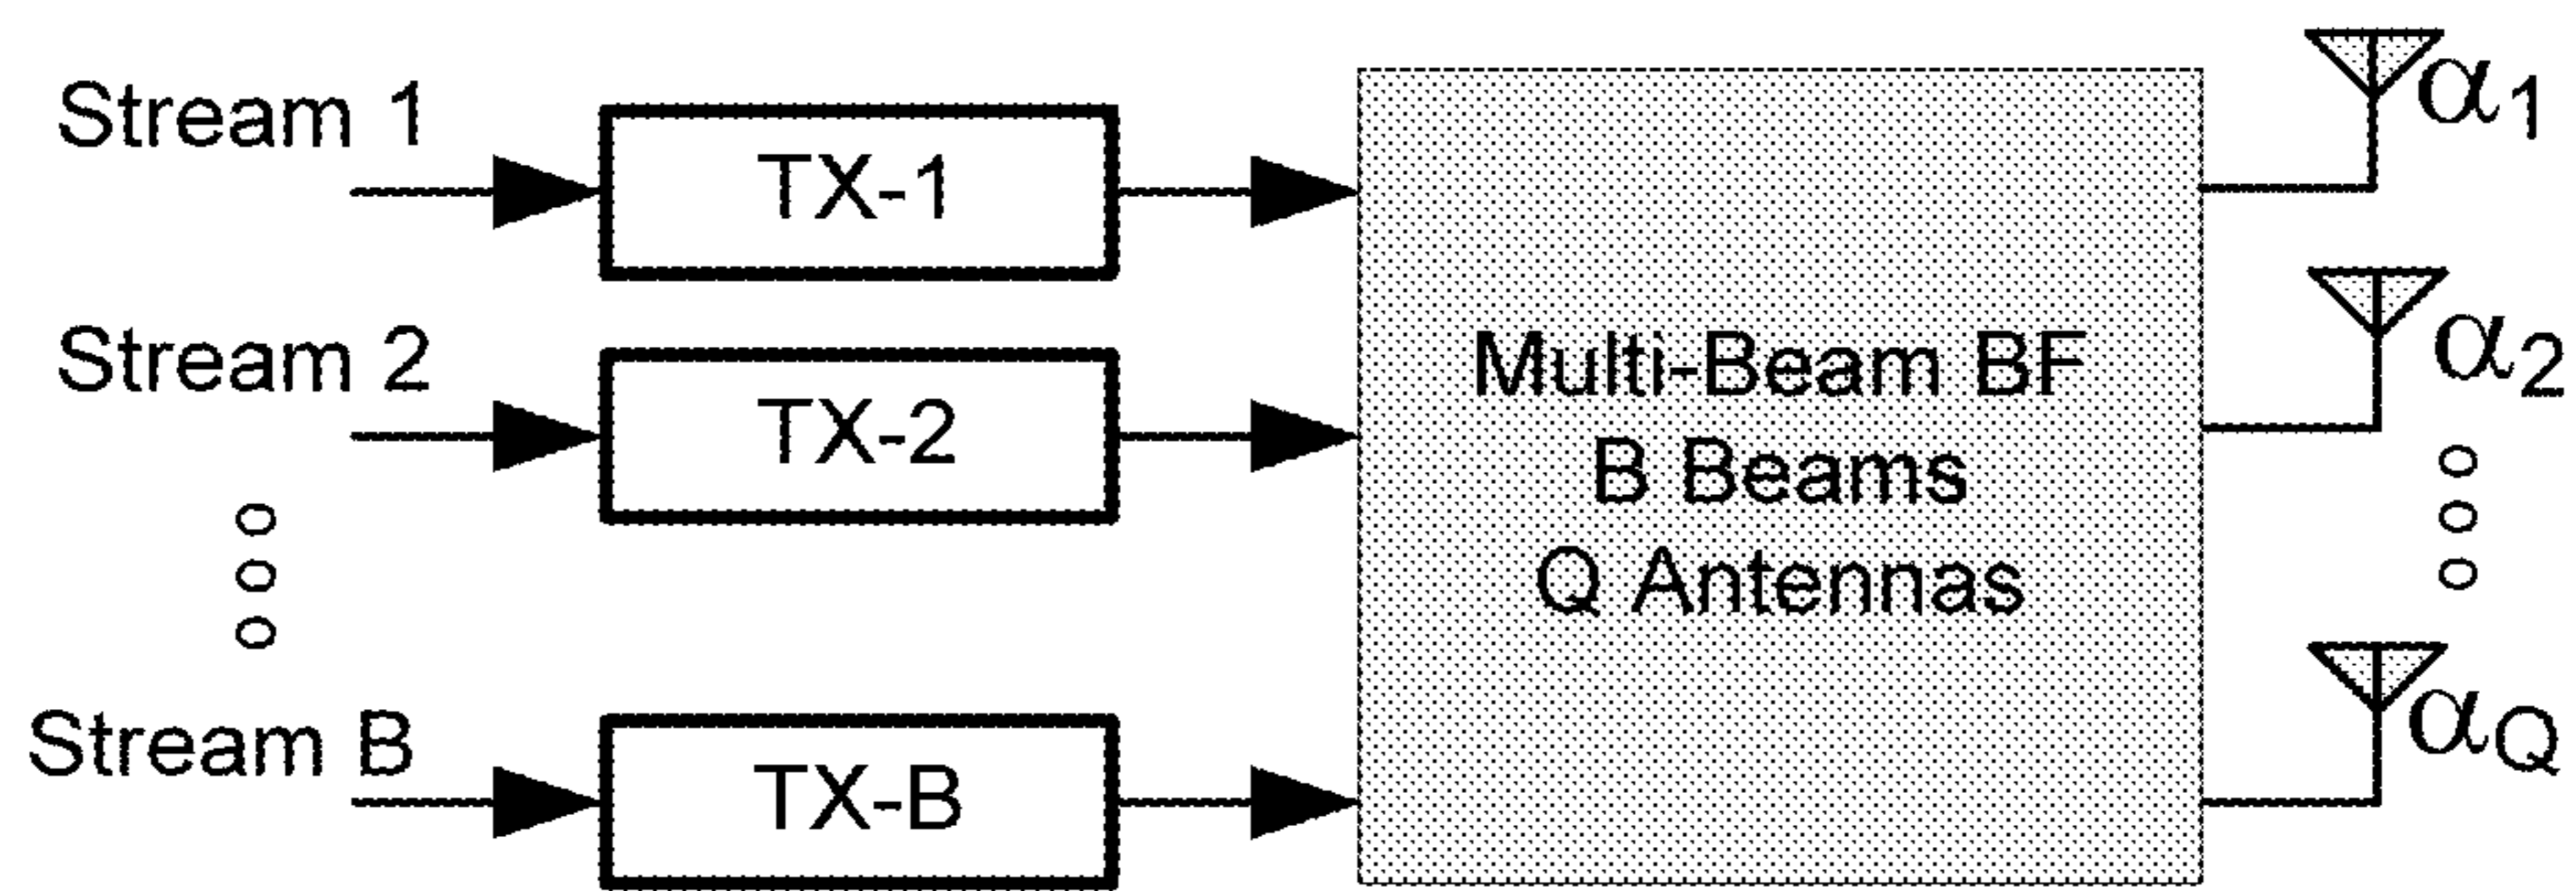 Stream 1
TX-1
α1
Stream 2
TX-2
α2
Multi-Beam BF
B Beams
Q Antennas
Stream B
TX-B
αQ